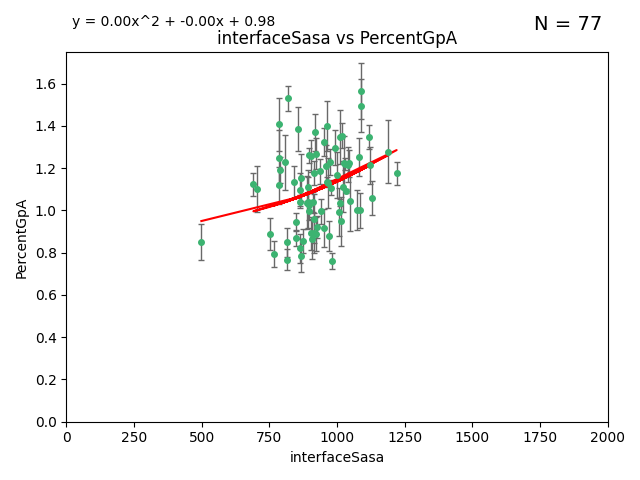 y = 0.00x^2 + -0.00x + 0.98
N = 77
interfaceSasa vs PercentGpA
PercentGpA
1.6
1.4
1.2
1.0
0.8
0.6
0.4
0.2
0.0
0 250 500 750 1000 1250 1500 1750 2000
interfaceSasa